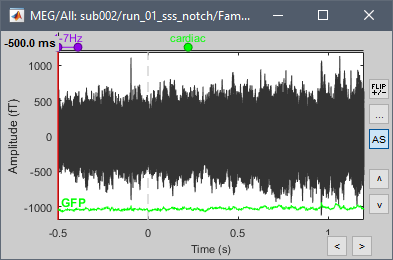 MEG/All: sub002/run_01_sss_notch/Fam...
-500.0 ms
-7Hz
cardiac
Amplitude (fT)
1000
500
0
-500
-1000
GFP
-0.5
0
0.5
1
Time (s)
FLIP
+/-
...
AS
^
v
<
>